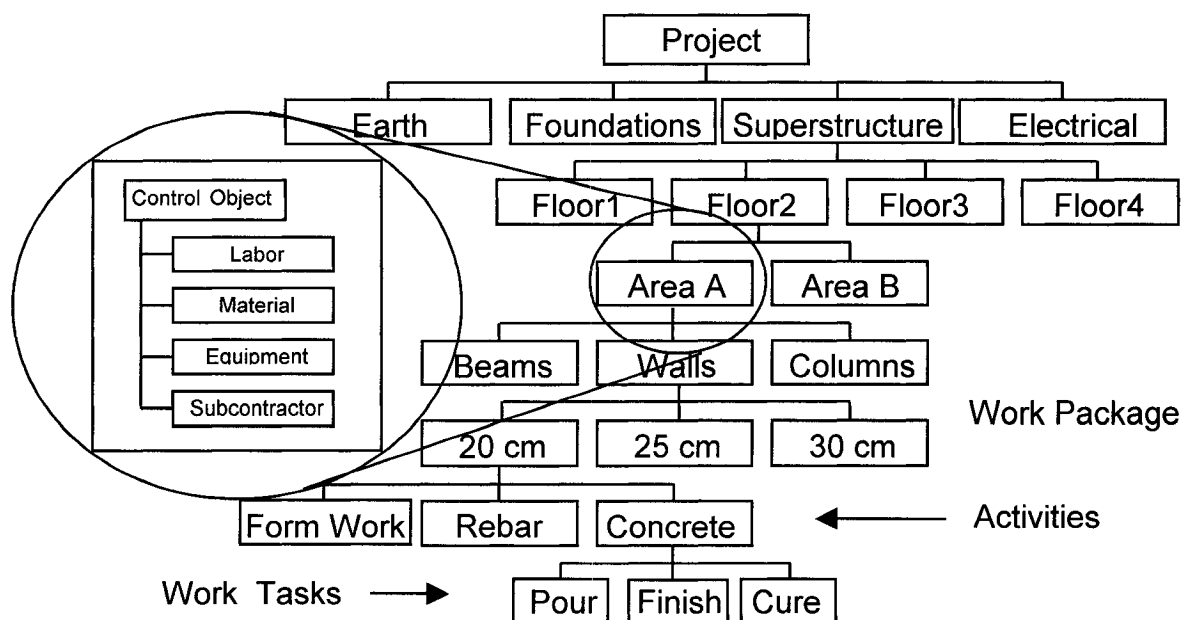 Project
Earth
Foundations
Superstructure
Electrical
Control Object
Labor
Material
Equipment
Subcontractor
Floor1
Floor2
Floor3
Floor4
Area A
Area B
Beams
Walls
Columns
20 cm
25 cm
30 cm
Work Package
Form Work
Rebar
Concrete
Activities
Work Tasks
Pour
Finish
Cure